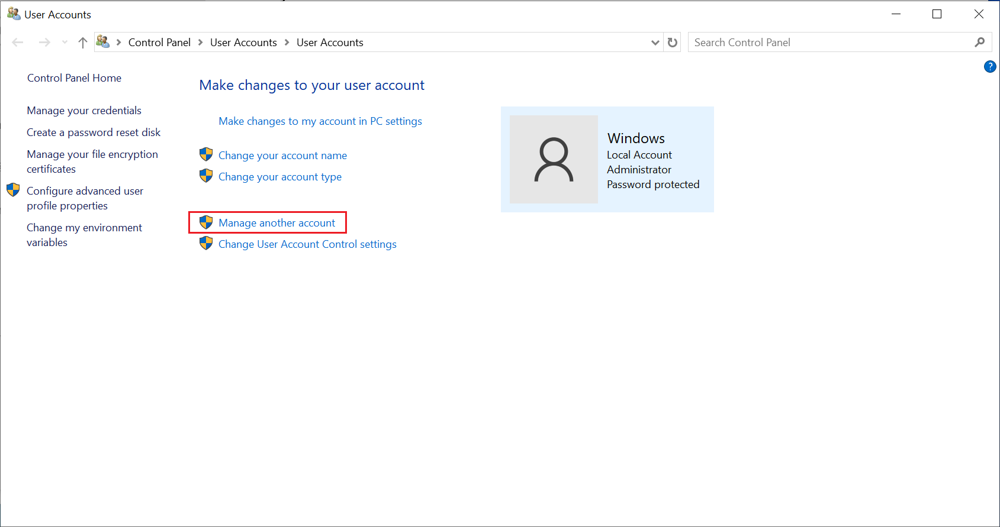 User Accounts
Control Panel > User Accounts > User Accounts
Search Control Panel
?
Control Panel Home
Manage your credentials
Create a password reset disk
Manage your file encryption
certificates
Configure advanced user
profile properties
Change my environment
variables
Make changes to your user account
Make changes to my account in PC settings
Change your account name
Change your account type
Manage another account
Change User Account Control settings
Windows
Local Account
Administrator
Password protected